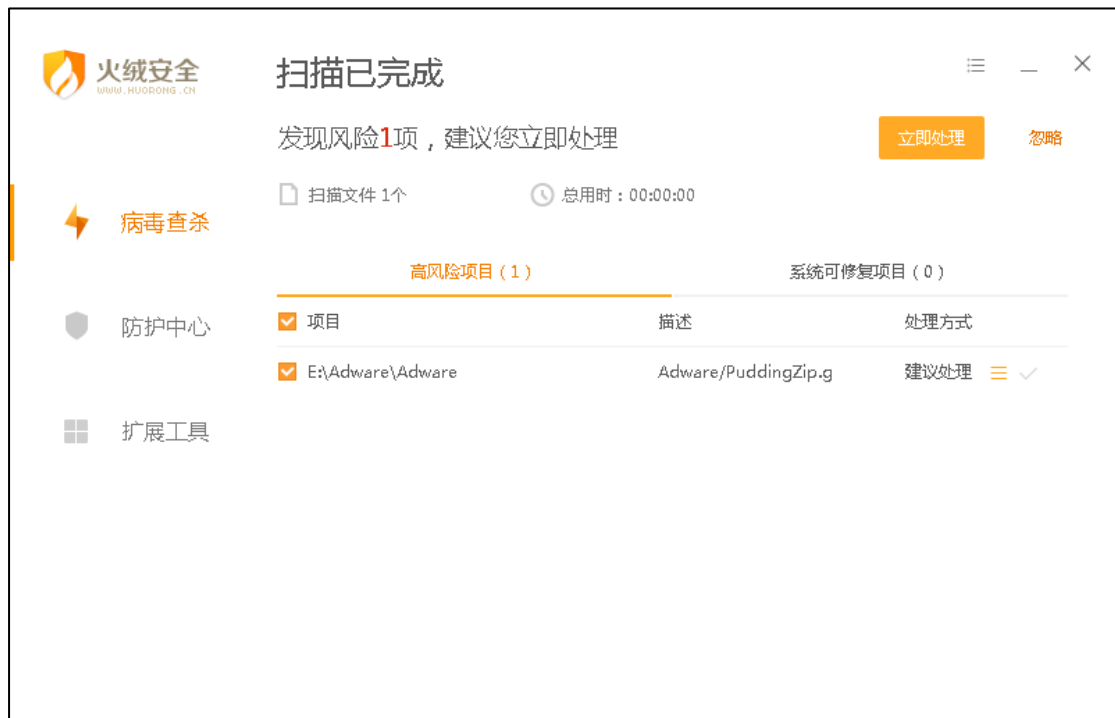 火绒安全
WWW.HUORONG.CN
扫描已完成
发现风险1项，建议您立即处理
立即处理
忽略
扫描文件 1个
总用时：00:00:00
病毒查杀
防护中心
扩展工具
高风险项目（1）
系统可修复项目（0）
项目 描述 处理方式
E:\Adware\Adware Adware/PuddingZip.g 建议处理